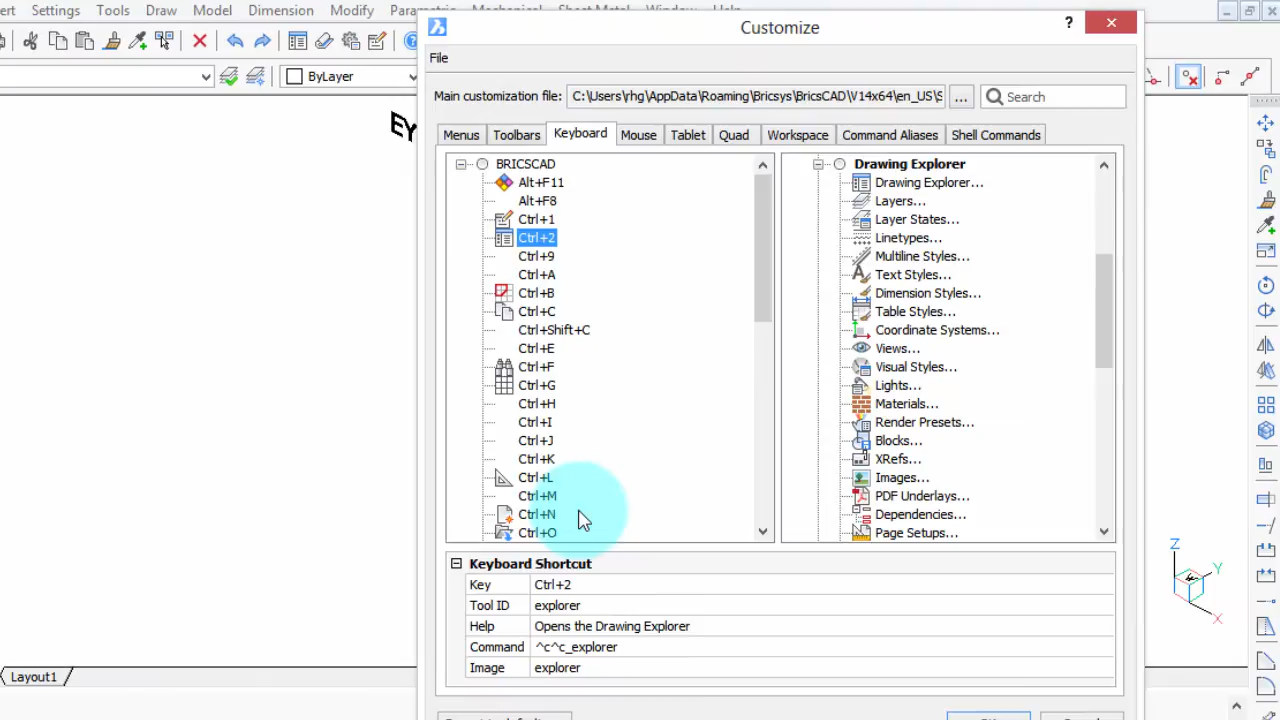 Settings Tools Draw Model Dimension Modify
Customize
?
File
ByLayer
Main customization file: C:\Users\rhg\AppData\Roaming\Bricsys\BricsCAD\V14x64\en_US\S
...
Search
Menus Toolbars Keyboard Mouse Tablet Quad Workspace Command Aliases Shell Commands
BRICSCAD
Alt+F11
Alt+F8
Ctrl+1
Ctrl+2
Ctrl+9
Ctrl+A
Ctrl+B
Ctrl+C
Ctrl+Shift+C
Ctrl+E
Ctrl+F
Ctrl+G
Ctrl+H
Ctrl+I
Ctrl+J
Ctrl+K
Ctrl+L
Ctrl+M
Ctrl+N
Ctrl+O
Drawing Explorer
Drawing Explorer...
Layers...
Layer States...
Linetypes...
Multiline Styles...
Text Styles...
Dimension Styles...
Table Styles...
Coordinate Systems...
Views...
Visual Styles...
Lights...
Materials...
Render Presets...
Blocks...
XRefs...
Images...
PDF Underlays...
Dependencies...
Page Setups...
Keyboard Shortcut
Key Ctrl+2
Tool ID explorer
Help Opens the Drawing Explorer
Command ^c^c_explorer
Image explorer
Z
Y
X
Layout1